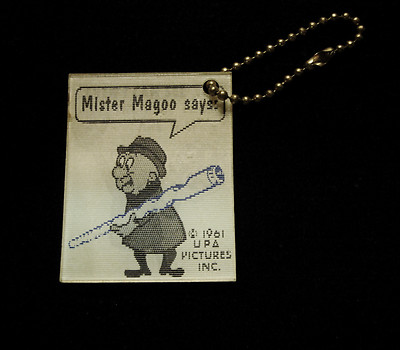 Mister Magoo says:
© 1961
UPA
PICTURES
INC.